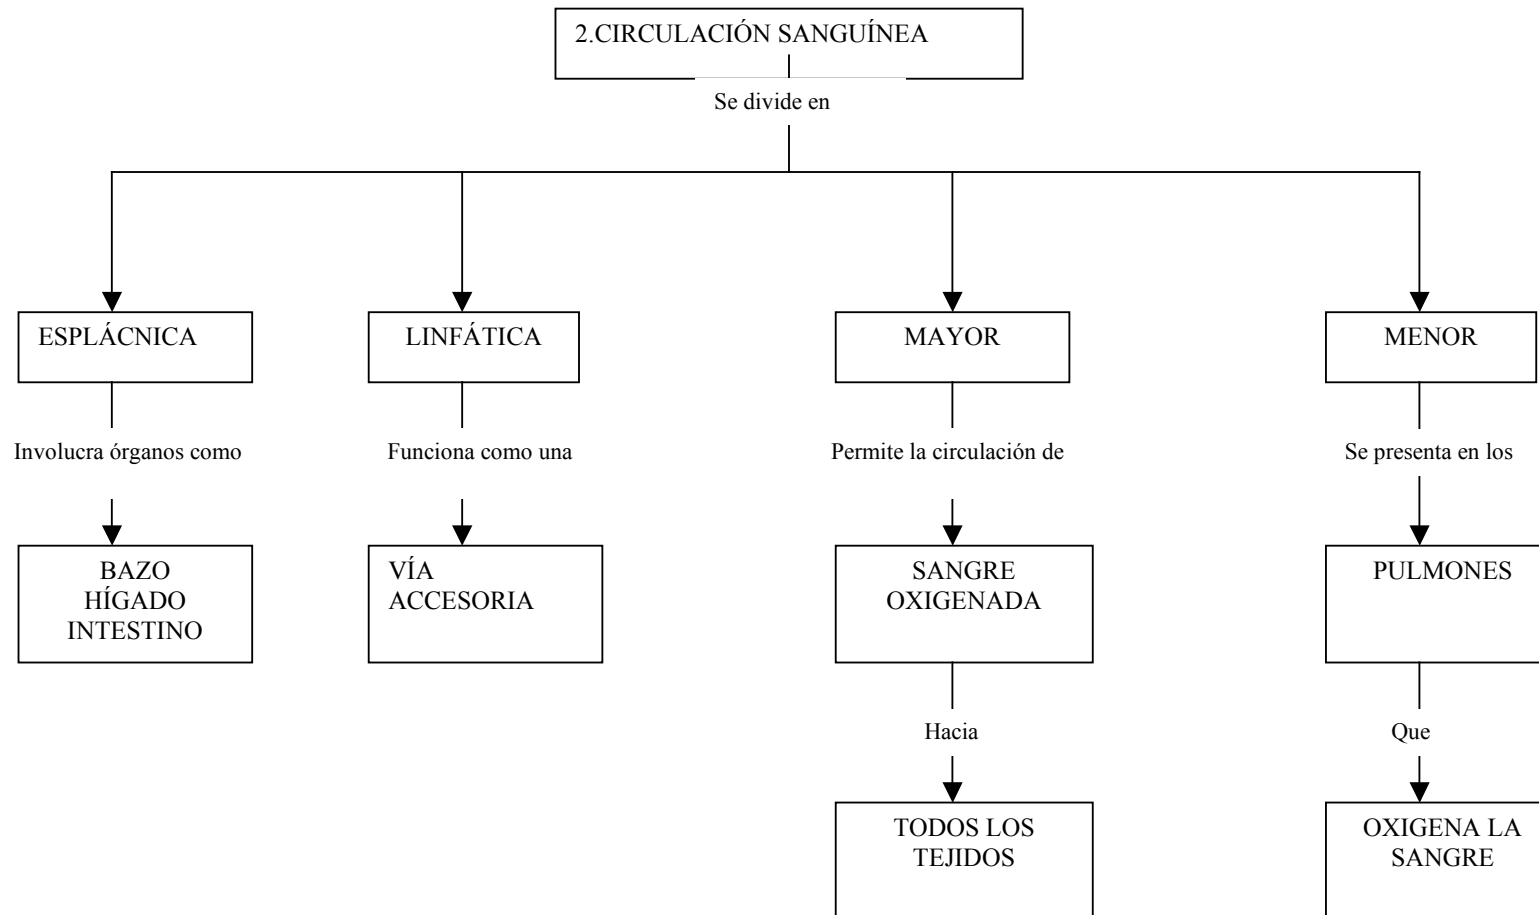 2.CIRCULACIÓN SANGUÍNEA
Se divide en
ESPLÁCNICA
LINFÁTICA
MAYOR
MENOR
Involucra órganos como
Funciona como una
Permite la circulación de
Se presenta en los
BAZO
HÍGADO
INTESTINO
VÍA
ACCESORIA
SANGRE
OXIGENADA
PULMONES
Hacia
Que
TODOS LOS
TEJIDOS
OXIGENA LA
SANGRE